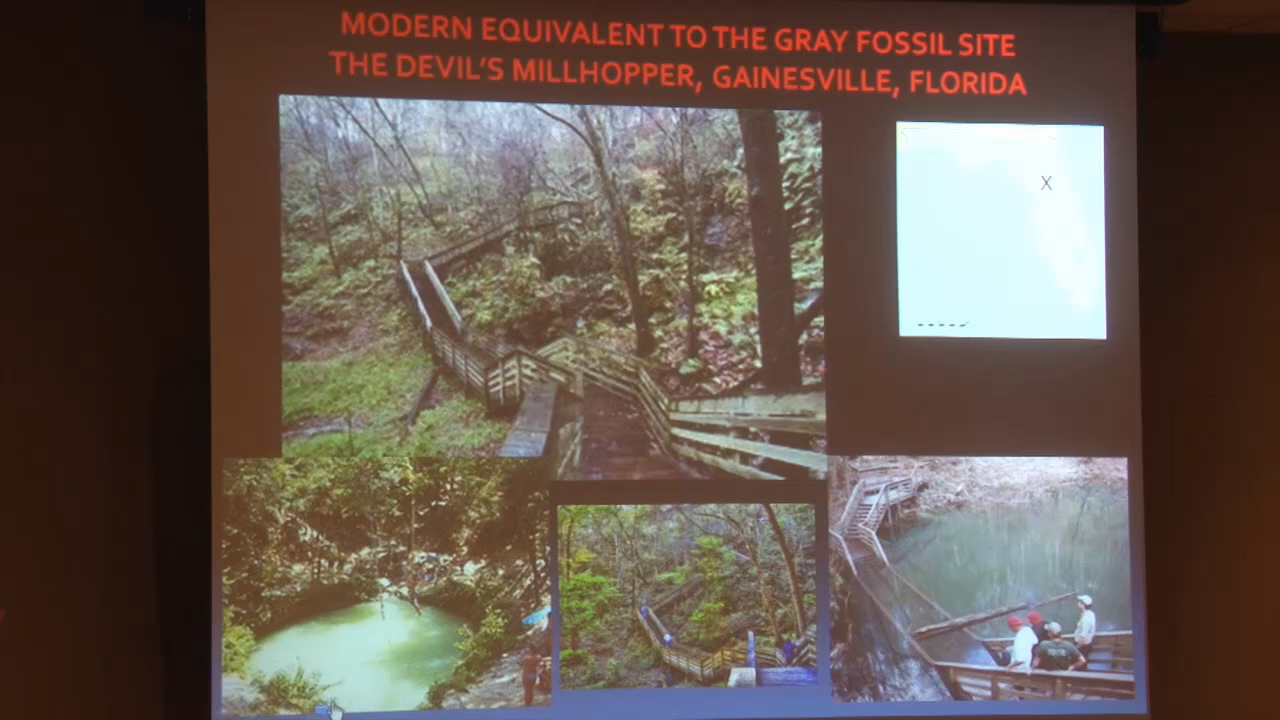 MODERN EQUIVALENT TO THE GRAY FOSSIL SITE
THE DEVIL'S MILLHOPPER, GAINESVILLE, FLORIDA
X